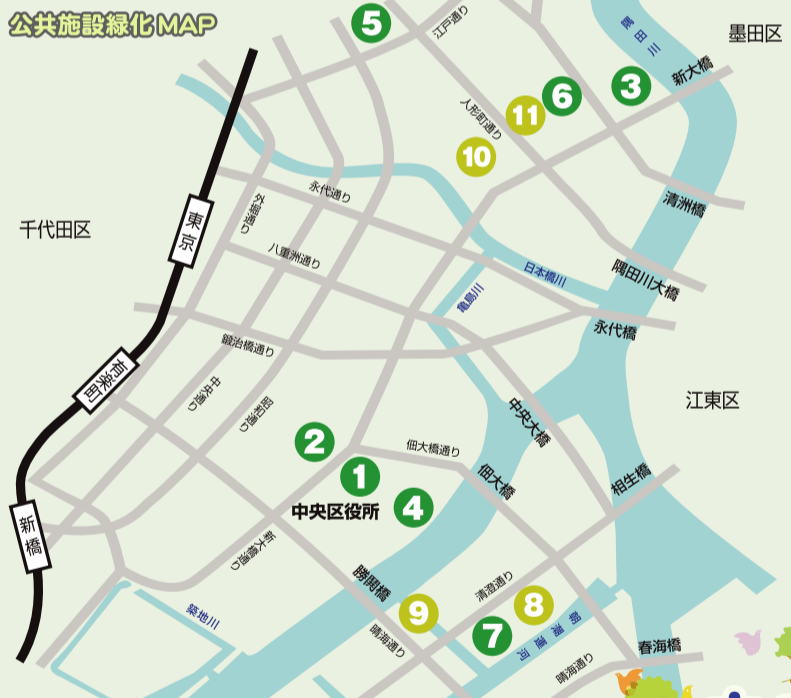 公共施設緑化MAP
5
江戸通り
隅田川
墨田区
新大橋
3
6
11
人形町通り
10
永代通り
外堀通り
清洲橋
千代田区
東京
八重洲通り
日本橋川
隅田川大橋
亀島川
永代橋
鍛冶橋通り
有楽町
中央通り
昭和通り
江東区
中央大橋
2
佃大橋通り
1
佃大橋
相生橋
中央区役所
4
新橋
新大橋通り
勝鬨橋
清澄通り
築地川
9
8
朝潮運河
7
晴海通り
春海橋
晴海通り